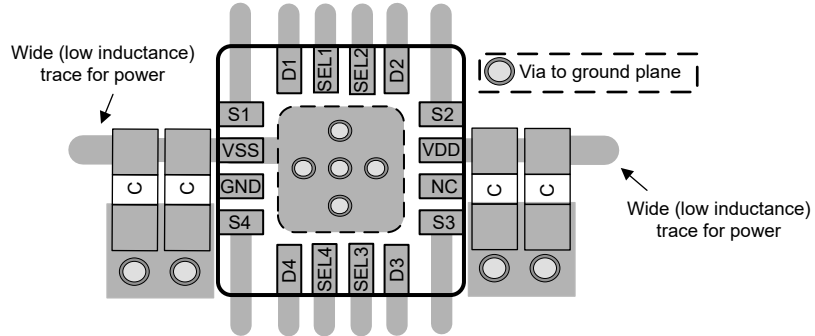 Wide (low inductance)
trace for power
D1
SEL1
SEL2
D2
Via to ground plane
S1
S2
VSS
VDD
C
C
GND
NC
C
C
S4
S3
Wide (low inductance)
trace for power
D4
SEL4
SEL3
D3